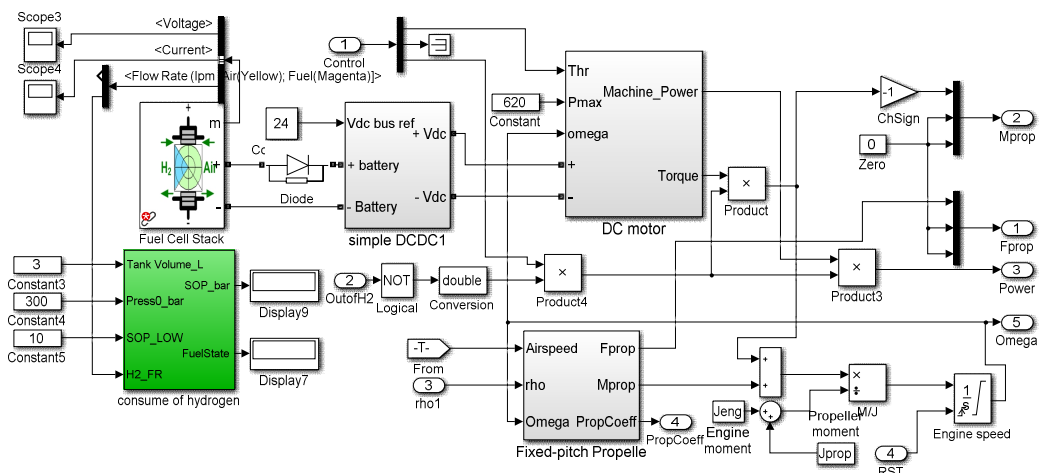 Scope3
<Voltage>
<Current>
Scope4
<Flow Rate (lpm Air(Yellow); Fuel(Magenta)]>
1
Control
Thr
Pmax
omega
+
-
Machine_Power
Torque
DC motor
620
Constant
-1
ChSign
0
Zero
2
Mprop
m
+
-
H2
Air
Fuel Cell Stack
24
Diode
Vdc bus ref
+ battery
- Battery
+ Vdc
- Vdc
simple DCDC1
×
Product
1
Fprop
3
Power
×
Product3
×
Product4
5
Omega
3
Constant3
300
Constant4
10
Constant5
Tank Volume_L
Press0_bar
SOP_LOW
H2_FR
SOP_bar
FuelState
consume of hydrogen
Display9
Display7
2
OutofH2
NOT
Logical
double
Conversion
-T-
From
3
rho1
Airspeed
rho
Omega
Fprop
Mprop
PropCoeff
Fixed-pitch Propelle
4
PropCoeff
Jeng
Engine
moment
+
+
++
Jprop
Propeller
moment
×
÷
M/J
4
RST
1
s
Engine speed